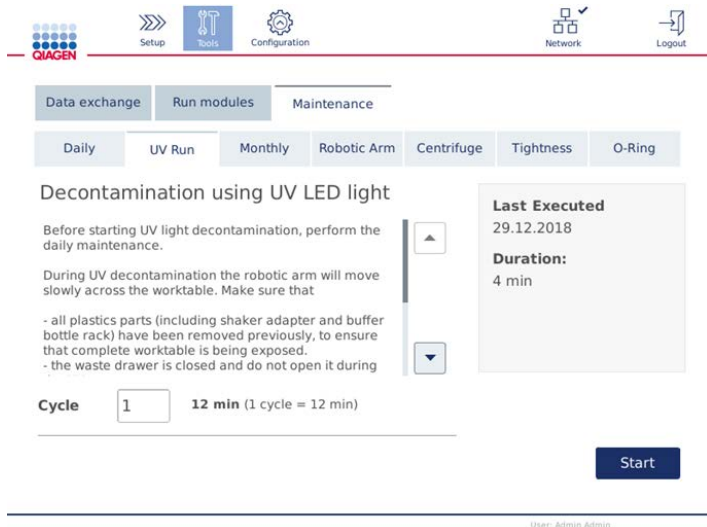 QIAGEN
Setup
Tools
Configuration
Network
Logout
Data exchange
Run modules
Maintenance
Daily
UV Run
Monthly
Robotic Arm
Centrifuge
Tightness
O-Ring
Decontamination using UV LED light
Before starting UV light decontamination, perform the
daily maintenance.
During UV decontamination the robotic arm will move
slowly across the worktable. Make sure that
- all plastics parts (including shaker adapter and buffer
bottle rack) have been removed previously, to ensure
that complete worktable is being exposed.
- the waste drawer is closed and do not open it during
Last Executed
29.12.2018
Duration:
4 min
Cycle 1 12 min (1 cycle = 12 min)
Start
User: Admin Admin